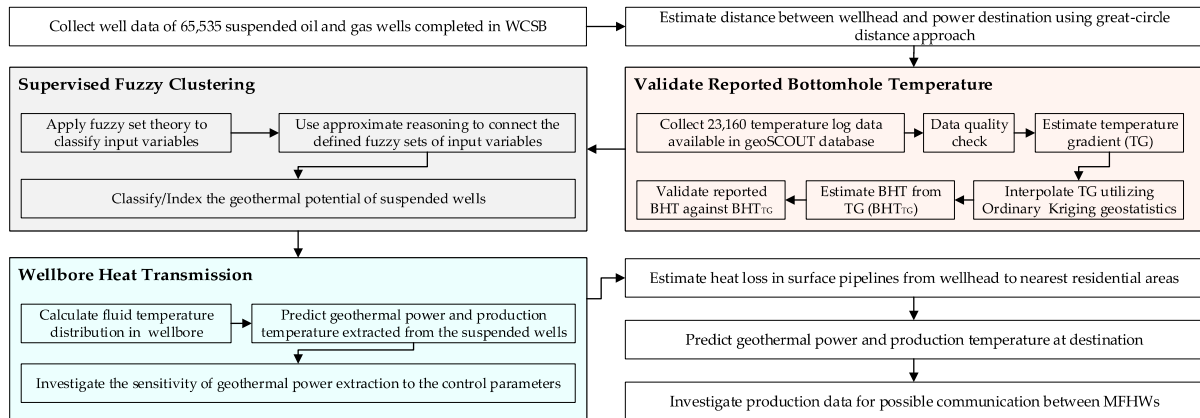 Collect well data of 65,535 suspended oil and gas wells completed in WCSB
Estimate distance between wellhead and power destination using great-circle
distance approach
Validate Reported Bottomhole Temperature
Collect 23,160 temperature log data
available in geoSCOUT database
Data quality
check
Estimate temperature
gradient (TG)
Interpolate TG utilizing
Ordinary Kriging geostatistics
Estimate BHT from
TG (BHTTG)
Validate reported
BHT against BHTTG
Supervised Fuzzy Clustering
Apply fuzzy set theory to
classify input variables
Use approximate reasoning to connect the
defined fuzzy sets of input variables
Classify/Index the geothermal potential of suspended wells
Wellbore Heat Transmission
Calculate fluid temperature
distribution in wellbore
Predict geothermal power and production
temperature extracted from the suspended wells
Investigate the sensitivity of geothermal power extraction to the control parameters
Estimate heat loss in surface pipelines from wellhead to nearest residential areas
Predict geothermal power and production temperature at destination
Investigate production data for possible communication between MFHWs